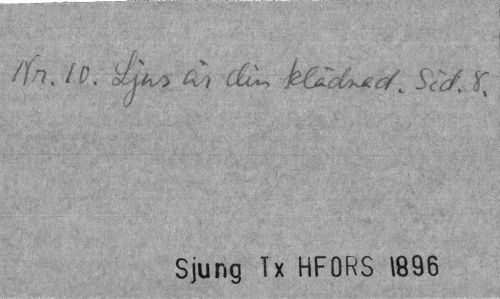 Nr. 10. Ljus är din klädnad. Sid. 8.
Sjung Tx HFORS 1896